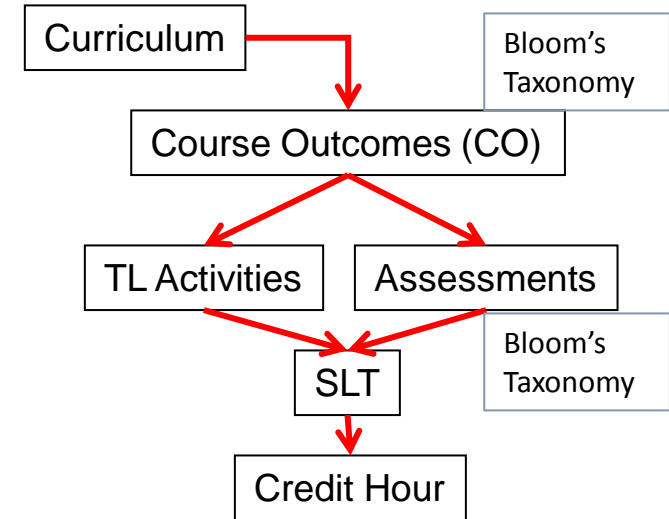 Curriculum
Bloom’s
Taxonomy
Course Outcomes (CO)
TL Activities
Assessments
Bloom’s
Taxonomy
SLT
Credit Hour